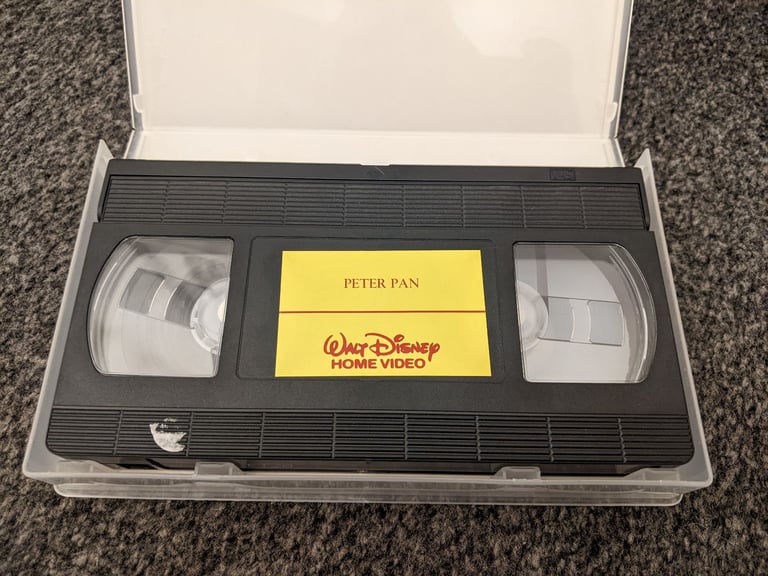 PETER PAN
WALT DISNEY
HOME VIDEO